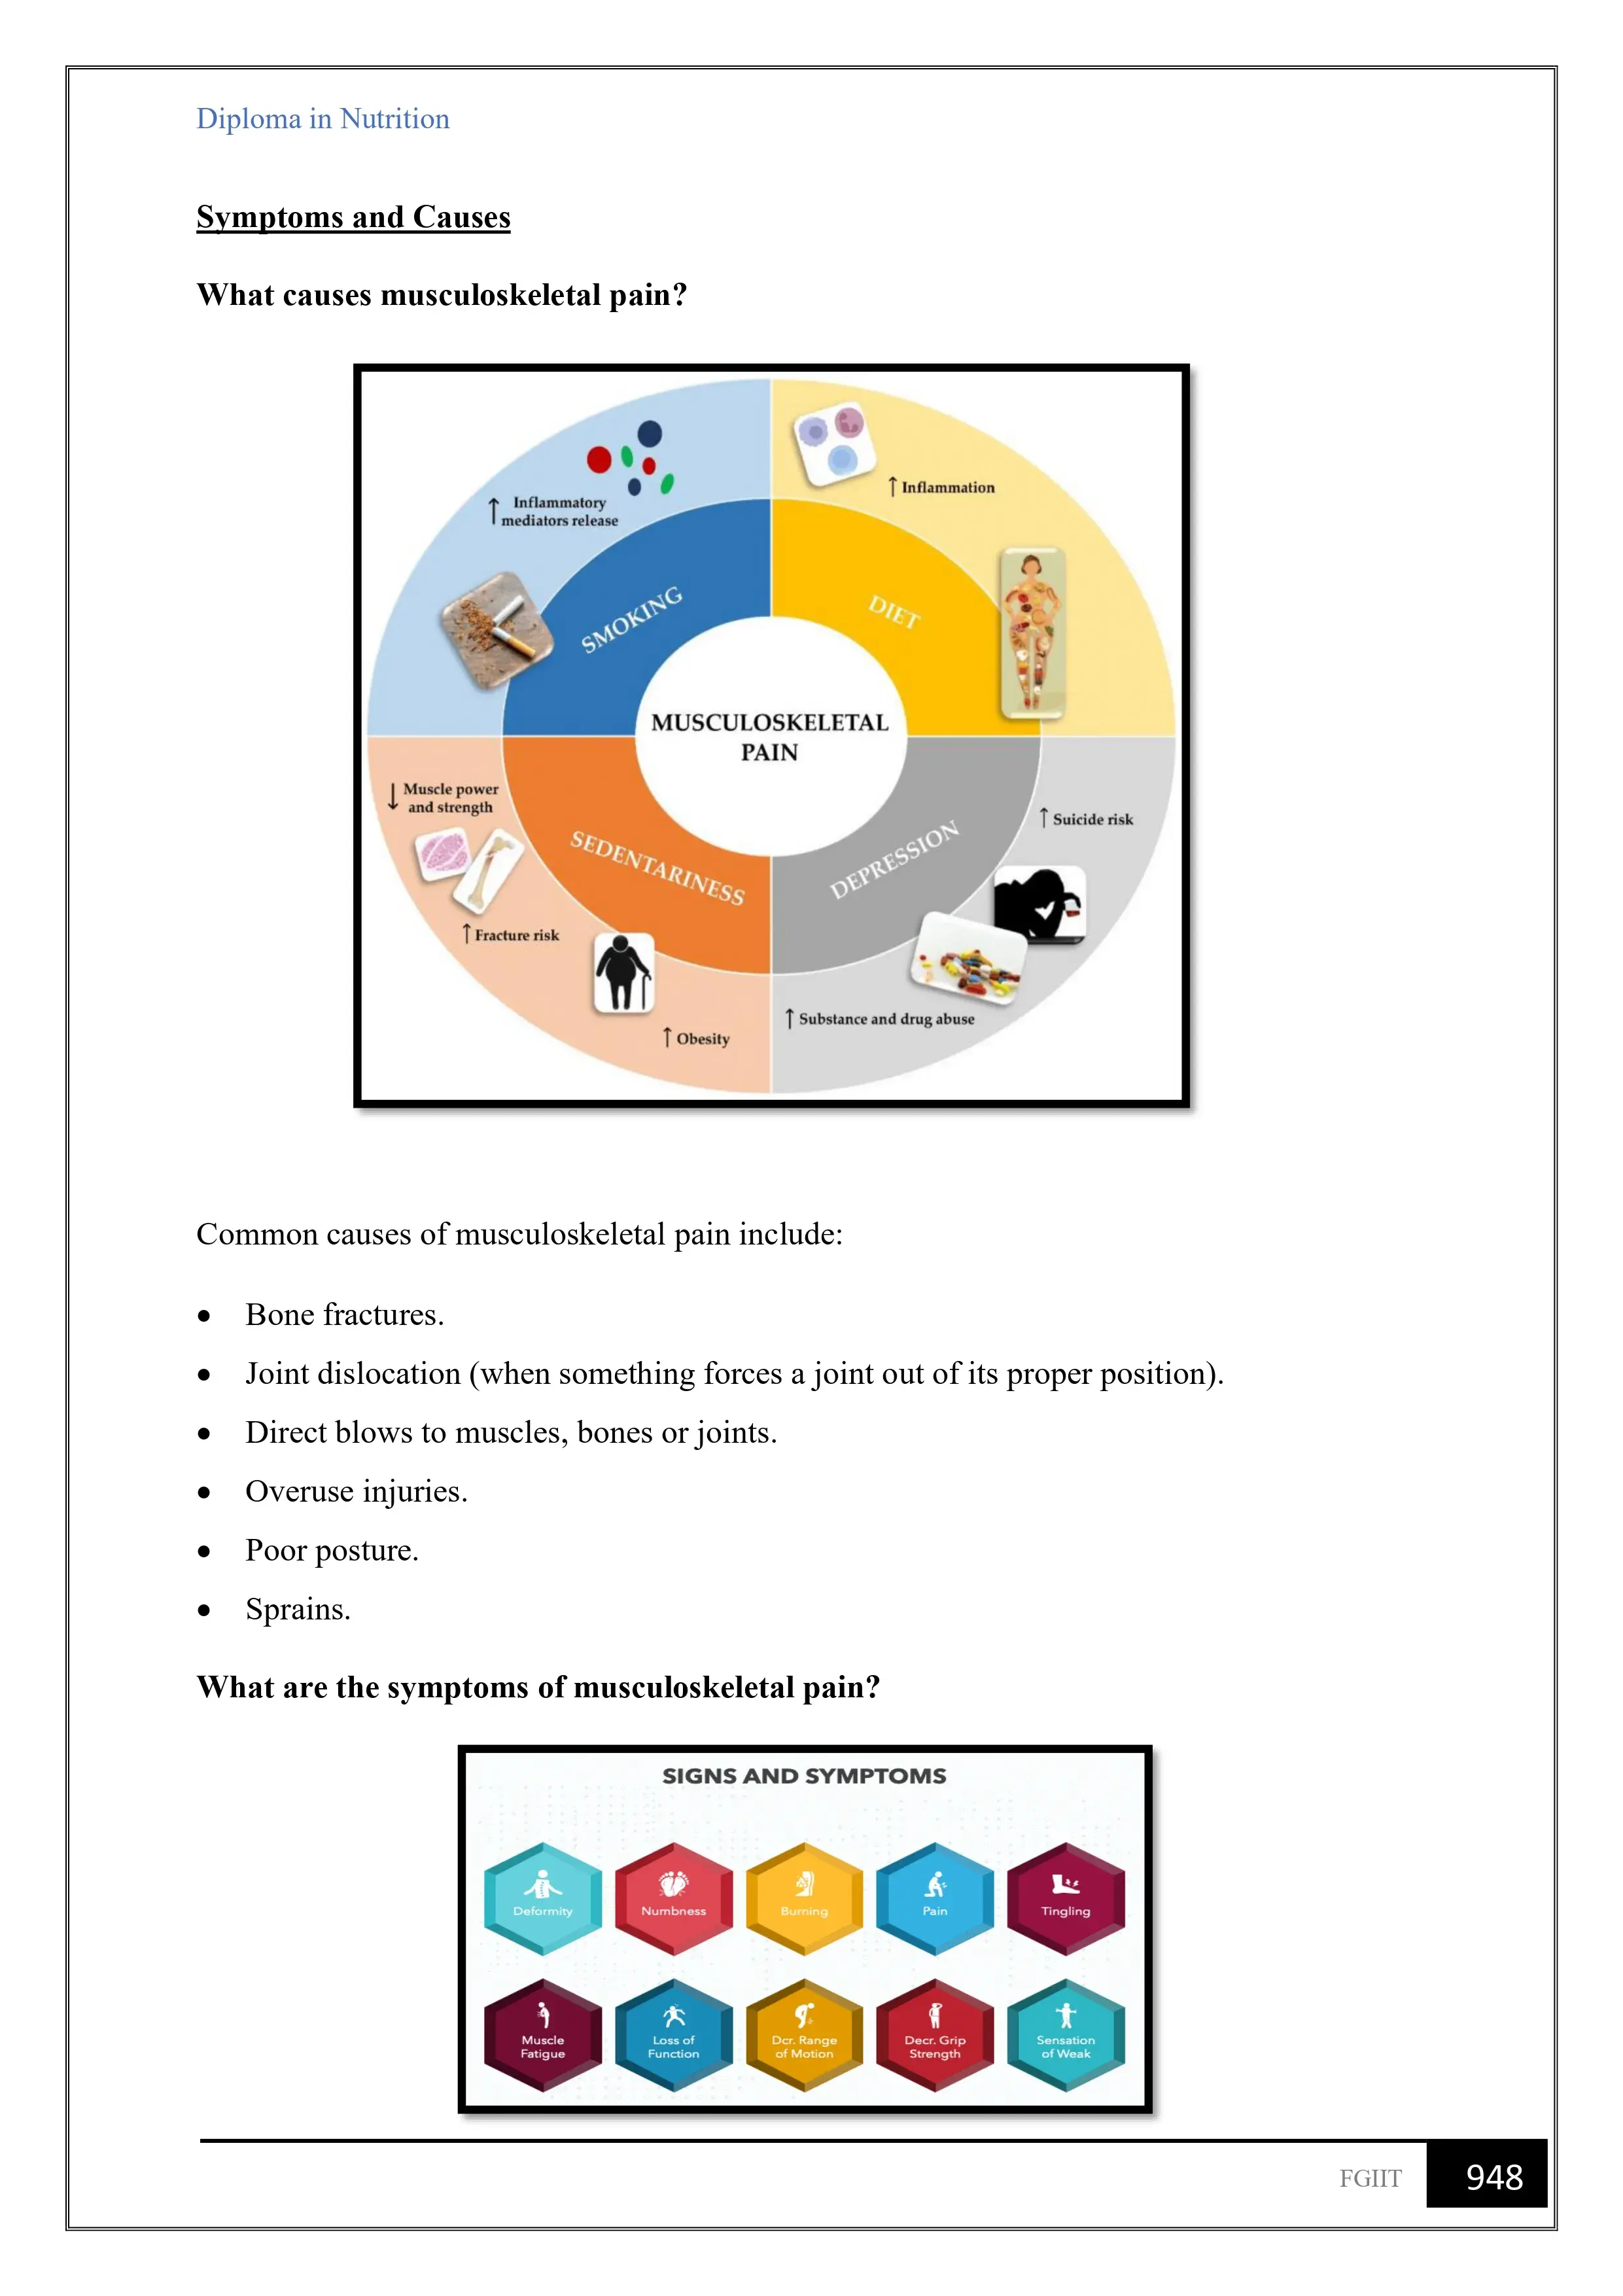 Diploma in Nutrition
Symptoms and Causes
What causes musculoskeletal pain?
↑ Inflammatory
mediators release
↑ Inflammation
SMOKING
DIET
MUSCULOSKELETAL
PAIN
↓ Muscle power
and strength
↑ Suicide risk
SEDENTARINESS
DEPRESSION
↑ Fracture risk
↑ Substance and drug abuse
↑ Obesity
Common causes of musculoskeletal pain include:
• Bone fractures.
• Joint dislocation (when something forces a joint out of its proper position).
• Direct blows to muscles, bones or joints.
• Overuse injuries.
• Poor posture.
• Sprains.
What are the symptoms of musculoskeletal pain?
SIGNS AND SYMPTOMS
Deformity
Numbness
Burning
Pain
Tingling
Muscle
Fatigue
Loss of
Function
Dcr. Range
of Motion
Decr. Grip
Strength
Sensation
of Weak
FGIIT
948